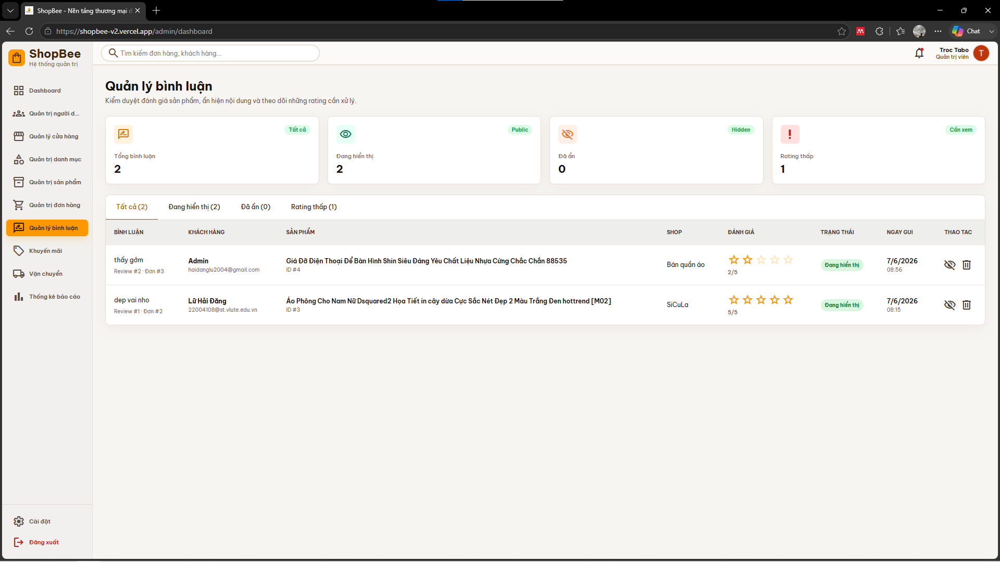 ShopBee - Nền tảng thương mại đ
https://shopbee-v2.vercel.app/admin/dashboard
Chat
ShopBee
Hệ thống quản trị
Tìm kiếm đơn hàng, khách hàng...
Troc Tabo
Quản trị viên
T
Dashboard
Quản trị người d...
Quản lý cửa hàng
Quản trị danh mục
Quản trị sản phẩm
Quản trị đơn hàng
Quản lý bình luận
Khuyến mãi
Vận chuyển
Thống kê báo cáo
Cài đặt
Đăng xuất
Quản lý bình luận
Kiểm duyệt đánh giá sản phẩm, ẩn hiện nội dung và theo dõi những rating cần xử lý.
Tất cả
Tổng bình luận
2
Public
Đang hiển thị
2
Hidden
Đã ẩn
0
Cần xem
Rating thấp
1
Tất cả (2) Đang hiển thị (2) Đã ẩn (0) Rating thấp (1)
BÌNH LUẬN KHÁCH HÀNG SẢN PHẨM SHOP ĐÁNH GIÁ TRẠNG THÁI NGAY GUI THAO TAC
thấy gớm
Review #2 · Đơn #3
Admin
haidanglu2004@gmail.com
Giá Đỡ Điện Thoại Để Bàn Hình Shin Siêu Đáng Yêu Chất Liệu Nhựa Cứng Chắc Chắn 88535
ID #4
Bán quần áo
2/5
Đang hiển thị
7/6/2026
08:56
dep vai nho
Review #1 · Đơn #2
Lữ Hải Đăng
22004108@st.vlute.edu.vn
Áo Phông Cho Nam Nữ Dsquared2 Họa Tiết in cây dừa Cực Sắc Nét Đẹp 2 Màu Trắng Đen hottrend [M02]
ID #3
SiCuLa
5/5
Đang hiển thị
7/6/2026
08:15